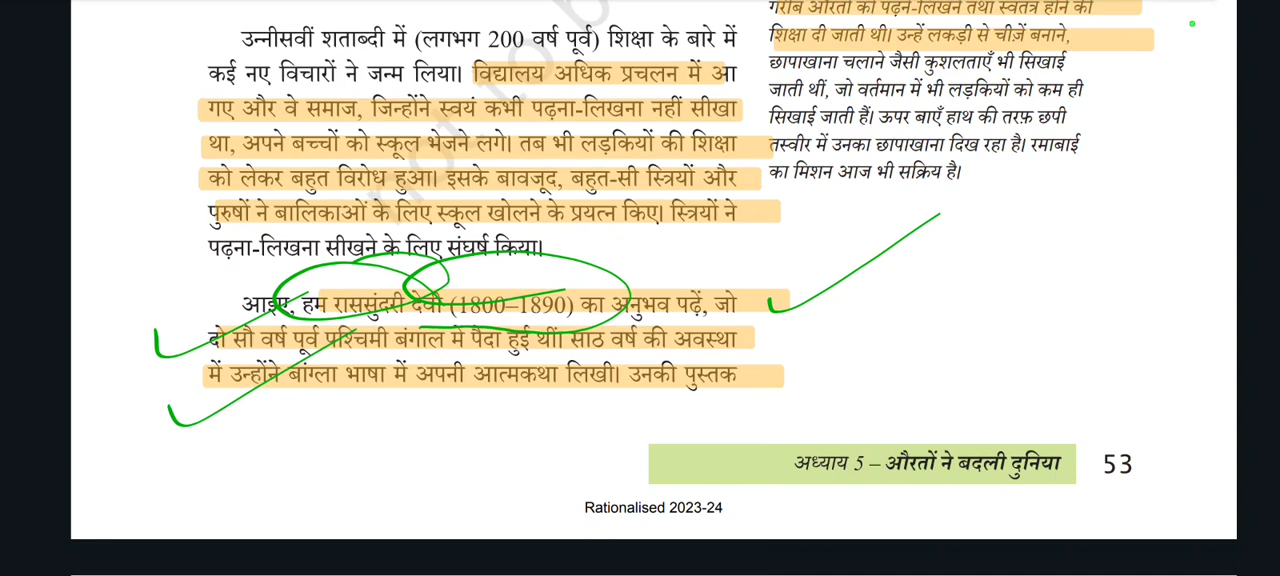 उन्नीसवीं शताब्दी में (लगभग 200 वर्ष पूर्व) शिक्षा के बारे में
कई नए विचारों ने जन्म लिया। विद्यालय अधिक प्रचलन में आ
गए और वे समाज, जिन्होंने स्वयं कभी पढ़ना-लिखना नहीं सीखा
था, अपने बच्चों को स्कूल भेजने लगे। तब भी लड़कियों की शिक्षा
को लेकर बहुत विरोध हुआ। इसके बावजूद, बहुत-सी स्त्रियों और
पुरुषों ने बालिकाओं के लिए स्कूल खोलने के प्रयत्न किए। स्त्रियों ने
पढ़ना-लिखना सीखने के लिए संघर्ष किया।
आइए, हम राससुंदरी देवी (1800–1890) का अनुभव पढ़ें, जो
दो सौ वर्ष पूर्व पश्चिमी बंगाल में पैदा हुई थीं। साठ वर्ष की अवस्था
में उन्होंने बांग्ला भाषा में अपनी आत्मकथा लिखी। उनकी पुस्तक
गरीब औरतों को पढ़ने-लिखने तथा स्वतंत्र होने की
शिक्षा दी जाती थी। उन्हें लकड़ी से चीज़ें बनाने,
छापाखाना चलाने जैसी कुशलताएँ भी सिखाई
जाती थीं, जो वर्तमान में भी लड़कियों को कम ही
सिखाई जाती हैं। ऊपर बाएँ हाथ की तरफ़ छपी
तस्वीर में उनका छापाखाना दिख रहा है। रमाबाई
का मिशन आज भी सक्रिय है।
अध्याय 5 – औरतों ने बदली दुनिया 53
Rationalised 2023-24